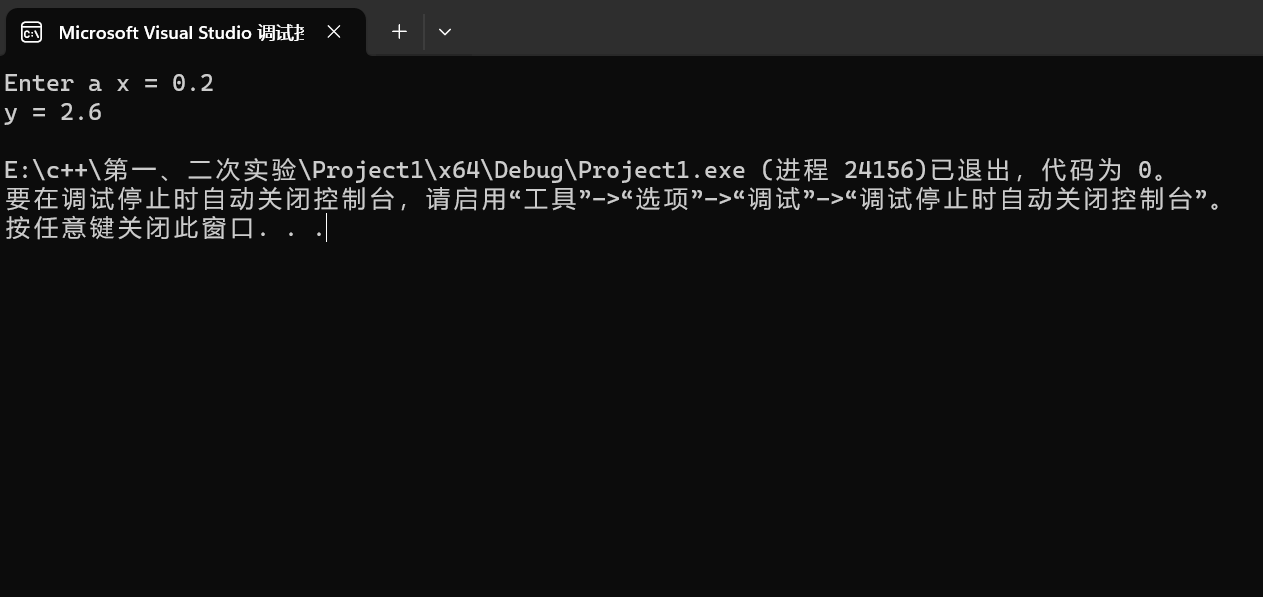 Microsoft Visual Studio 调试
Enter a x = 0.2
y = 2.6
E:\c++\第一、二次实验\Project1\x64\Debug\Project1.exe (进程 24156)已退出，代码为 0。
要在调试停止时自动关闭控制台，请启用“工具”->“选项”->“调试”->“调试停止时自动关闭控制台”。
按任意键关闭此窗口. . .